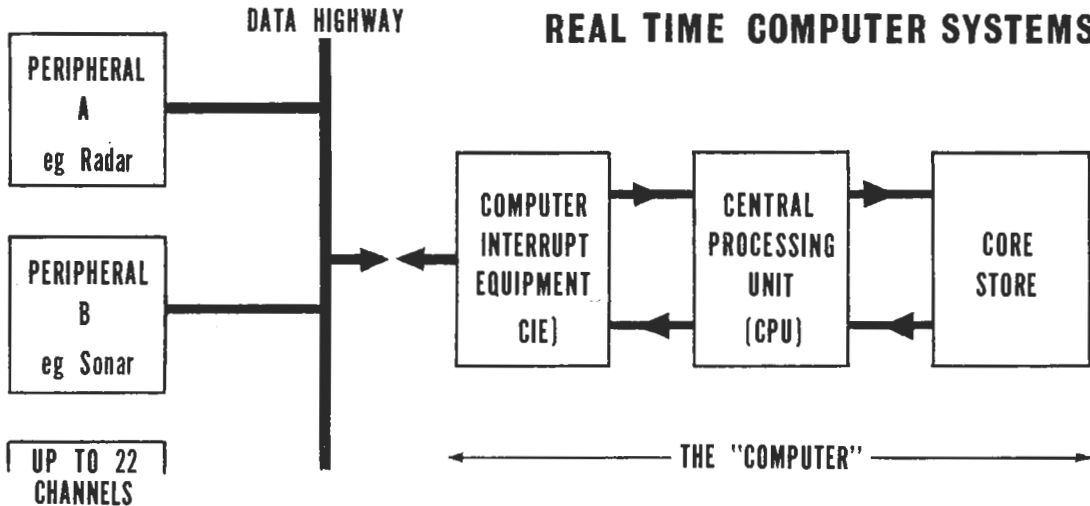 DATA HIGHWAY
REAL TIME COMPUTER SYSTEMS
PERIPHERAL
A
eg Radar
PERIPHERAL
B
eg Sonar
UP TO 22
CHANNELS
COMPUTER
INTERRUPT
EQUIPMENT
CIE)
CENTRAL
PROCESSING
UNIT
(CPU)
CORE
STORE
THE "COMPUTER"